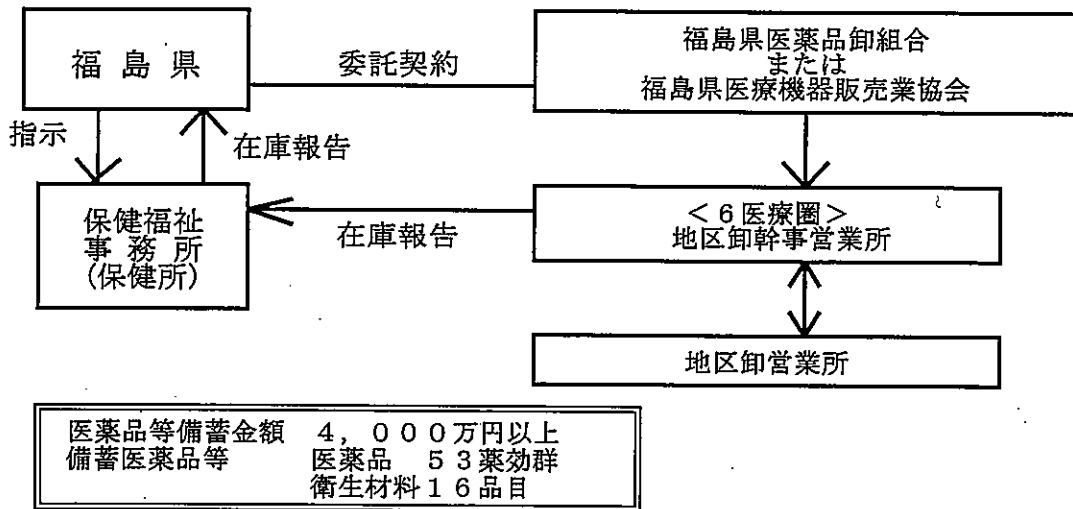 福島県
委託契約
福島県医薬品卸組合
または
福島県医療機器販売業協会
指示
在庫報告
保健福祉
事務所
(保健所)
在庫報告
＜６医療圏＞
地区卸幹事営業所
地区卸営業所
医薬品等備蓄金額　４，０００万円以上
備蓄医薬品等　医薬品　５３薬効群
衛生材料１６品目